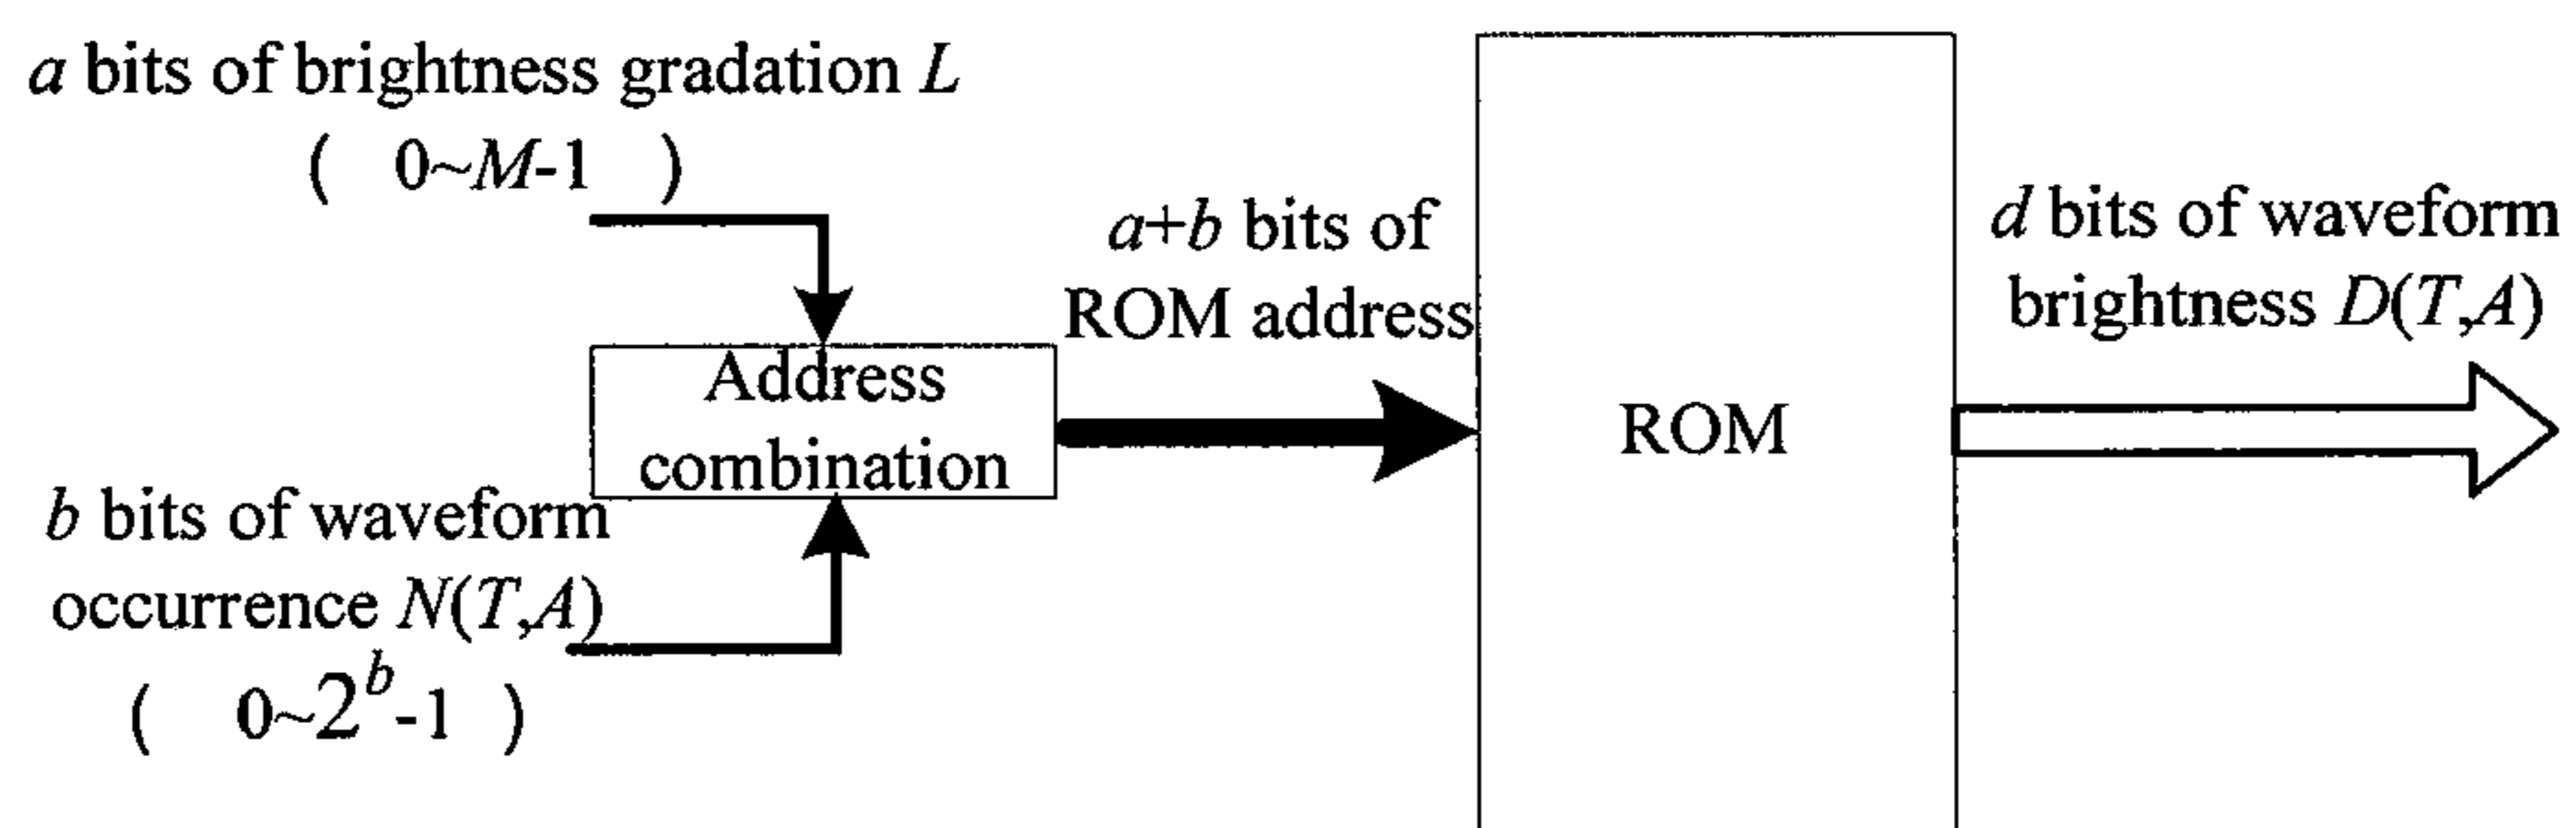 a bits of brightness gradation L
( 0~M-1 )
a+b bits of
ROM address
d bits of waveform
brightness D(T,A)
Address
combination
ROM
b bits of waveform
occurrence N(T,A)
( 0~2^b-1 )